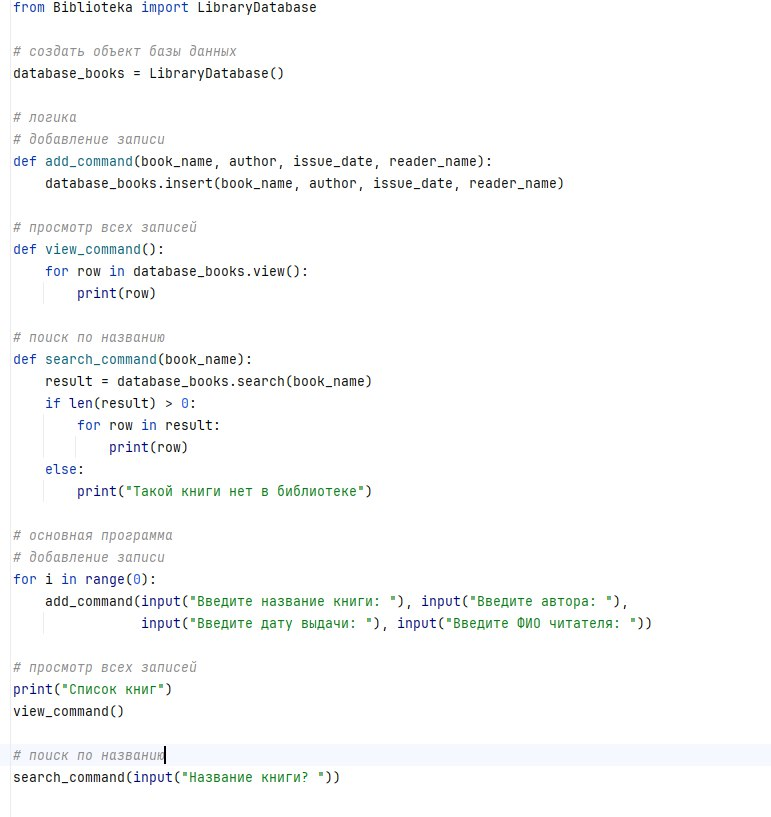 from Biblioteka import LibraryDatabase
# создать объект базы данных
database_books = LibraryDatabase()
# логика
# добавление записи
def add_command(book_name, author, issue_date, reader_name):
    database_books.insert(book_name, author, issue_date, reader_name)
# просмотр всех записей
def view_command():
    for row in database_books.view():
        print(row)
# поиск по названию
def search_command(book_name):
    result = database_books.search(book_name)
    if len(result) > 0:
        for row in result:
            print(row)
    else:
        print("Такой книги нет в библиотеке")
# основная программа
# добавление записи
for i in range(0):
    add_command(input("Введите название книги: "), input("Введите автора: "),
                input("Введите дату выдачи: "), input("Введите ФИО читателя: "))
# просмотр всех записей
print("Список книг")
view_command()
# поиск по названию
search_command(input("Название книги? "))